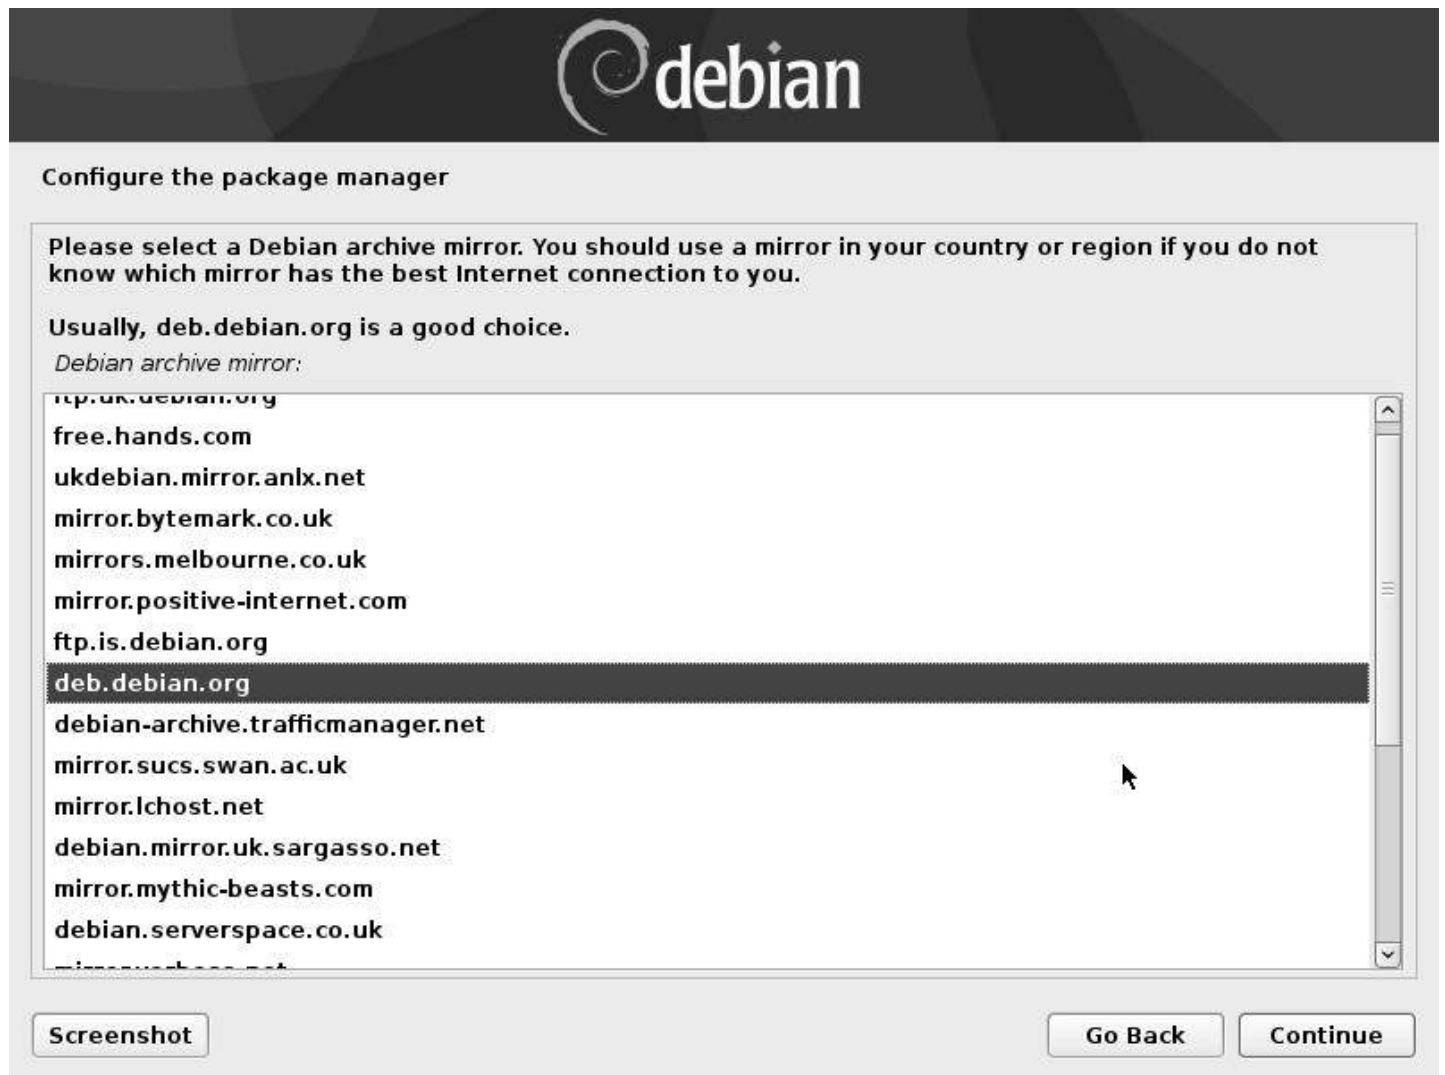 debian
Configure the package manager
Please select a Debian archive mirror. You should use a mirror in your country or region if you do not
know which mirror has the best Internet connection to you.
Usually, deb.debian.org is a good choice.
Debian archive mirror:
ftp.uk.debian.org
free.hands.com
ukdebian.mirror.anlx.net
mirror.bytemark.co.uk
mirrors.melbourne.co.uk
mirror.positive-internet.com
ftp.is.debian.org
deb.debian.org
debian-archive.trafficmanager.net
mirror.sucs.swan.ac.uk
mirror.lchost.net
debian.mirror.uk.sargasso.net
mirror.mythic-beasts.com
debian.serverspace.co.uk
Screenshot
Go Back
Continue